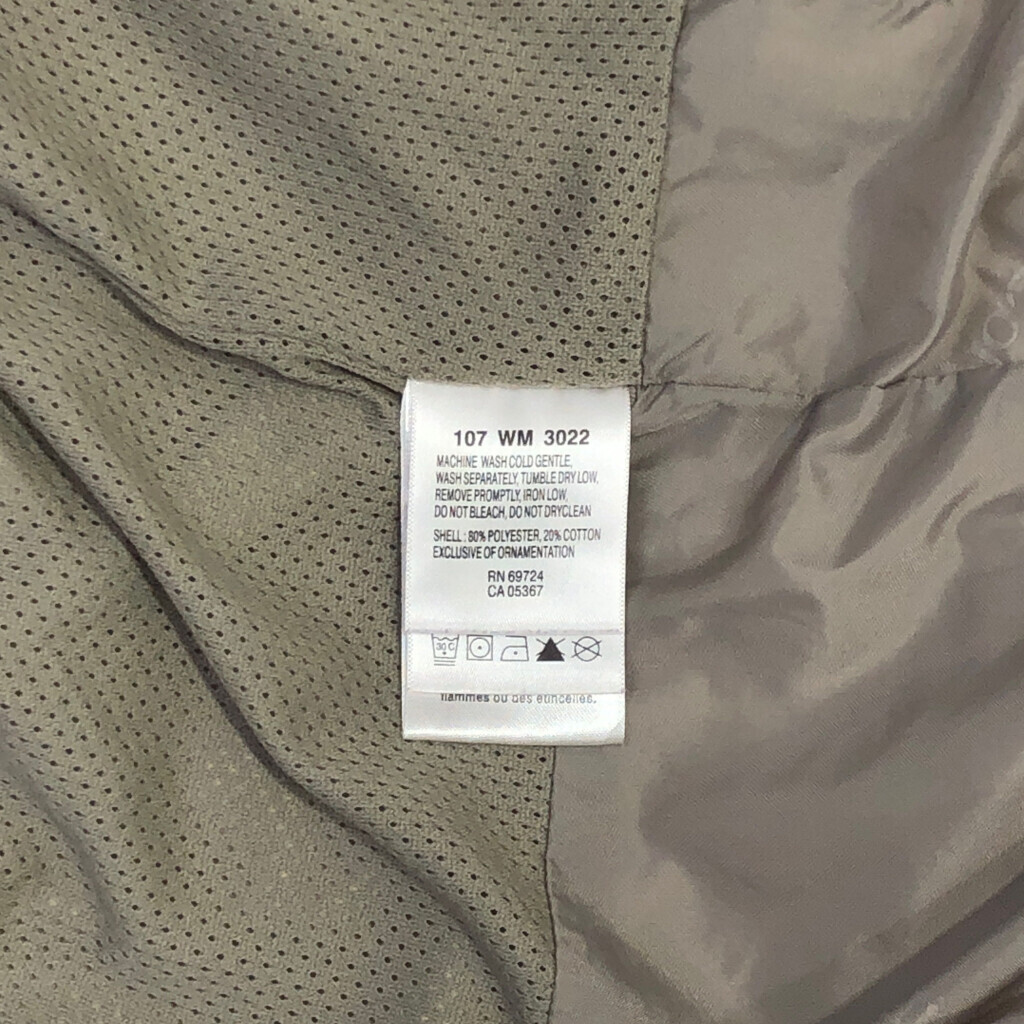 107 WM 3022
MACHINE WASH COLD GENTLE,
WASH SEPARATELY, TUMBLE DRY LOW,
REMOVE PROMPTLY, IRON LOW,
DO NOT BLEACH, DO NOT DRYCLEAN
SHELL : 80% POLYESTER, 20% COTTON
EXCLUSIVE OF ORNAMENTATION
RN 69724
CA 05367
30 C
flammes ou des étincelles.